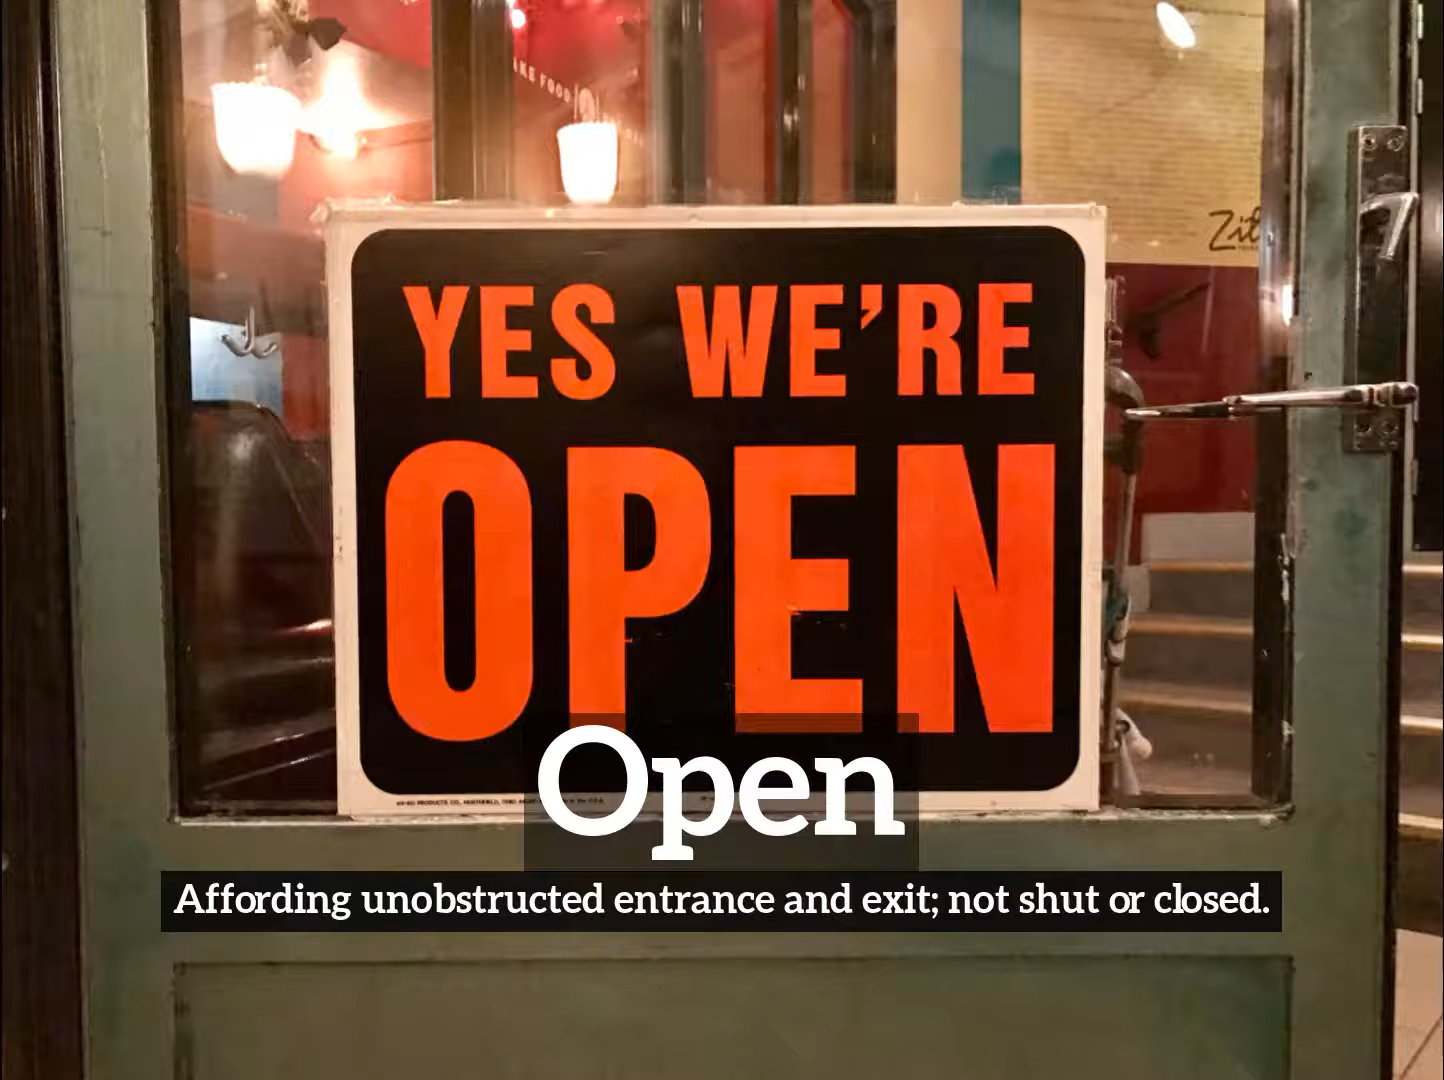 YES WE'RE
OPEN
Open
Affording unobstructed entrance and exit; not shut or closed.